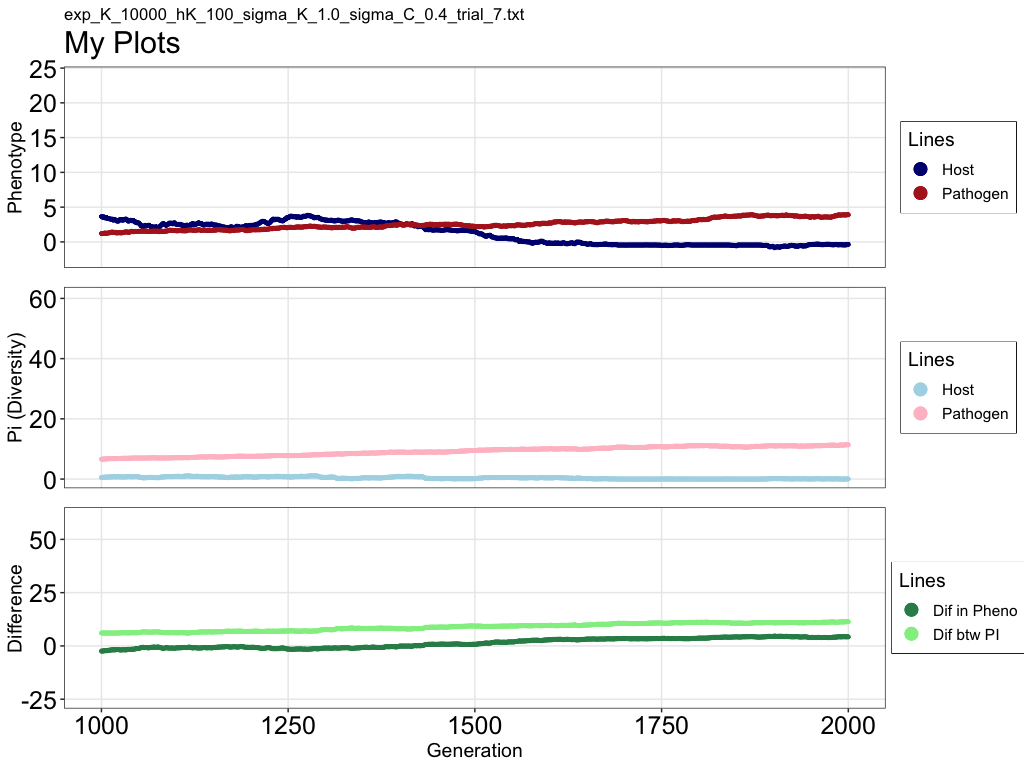 exp_K_10000_hK_100_sigma_K_1.0_sigma_C_0.4_trial_7.txt
My Plots
Phenotype
25
20
15
10
5
0
Lines
Host
Pathogen
Pi (Diversity)
60
40
20
0
Lines
Host
Pathogen
Difference
50
25
0
-25
Lines
Dif in Pheno
Dif btw PI
1000 1250 1500 1750 2000
Generation